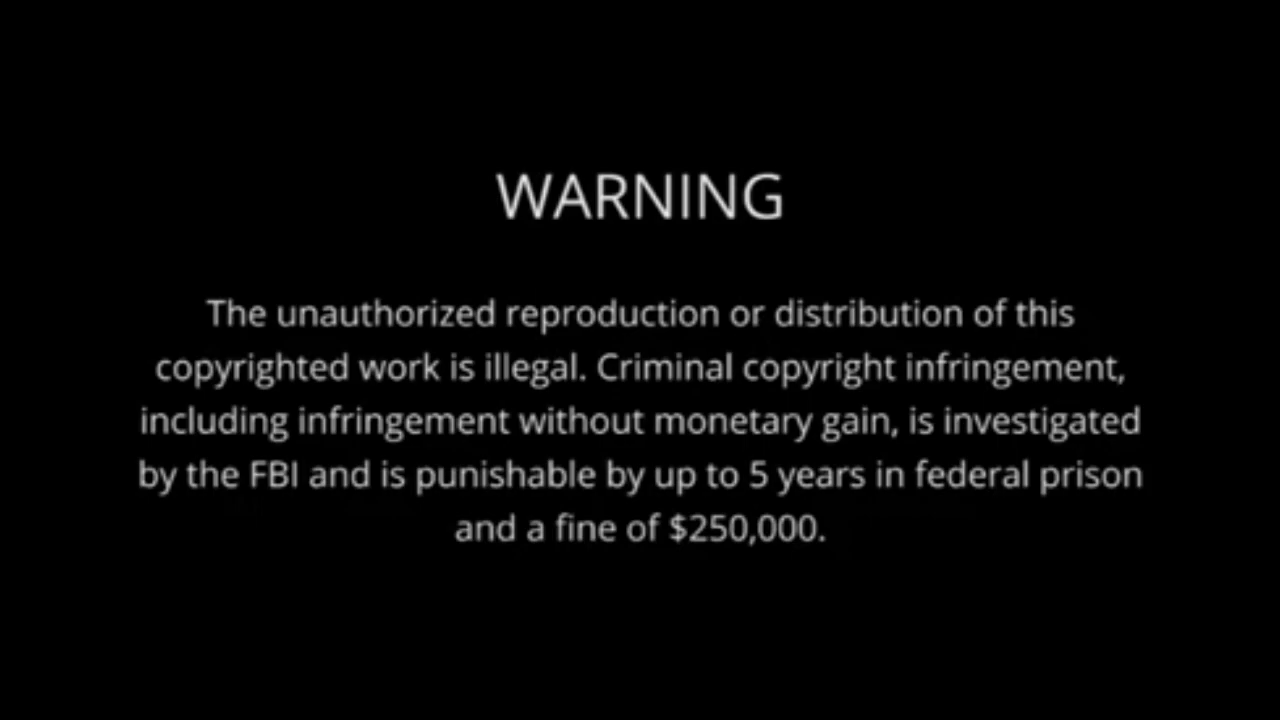 WARNING
The unauthorized reproduction or distribution of this
copyrighted work is illegal. Criminal copyright infringement,
including infringement without monetary gain, is investigated
by the FBI and is punishable by up to 5 years in federal prison
and a fine of $250,000.